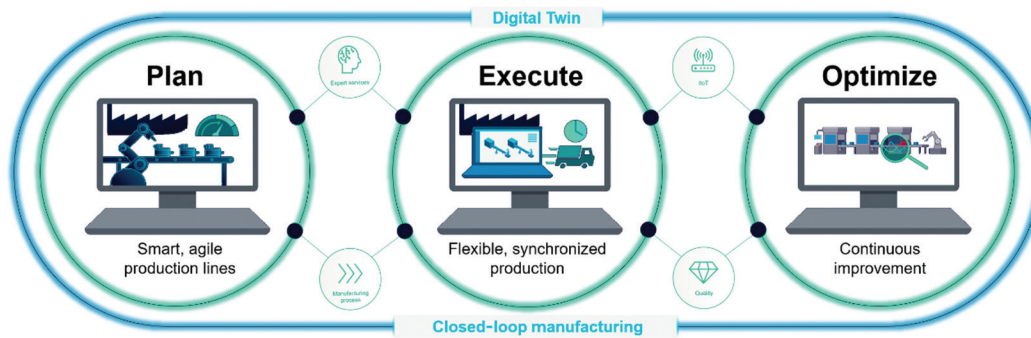 Digital Twin
Plan
Expert services
Execute
IIoT
Optimize
Smart, agile
production lines
Manufacturing
process
Flexible, synchronized
production
Quality
Continuous
improvement
Closed-loop manufacturing